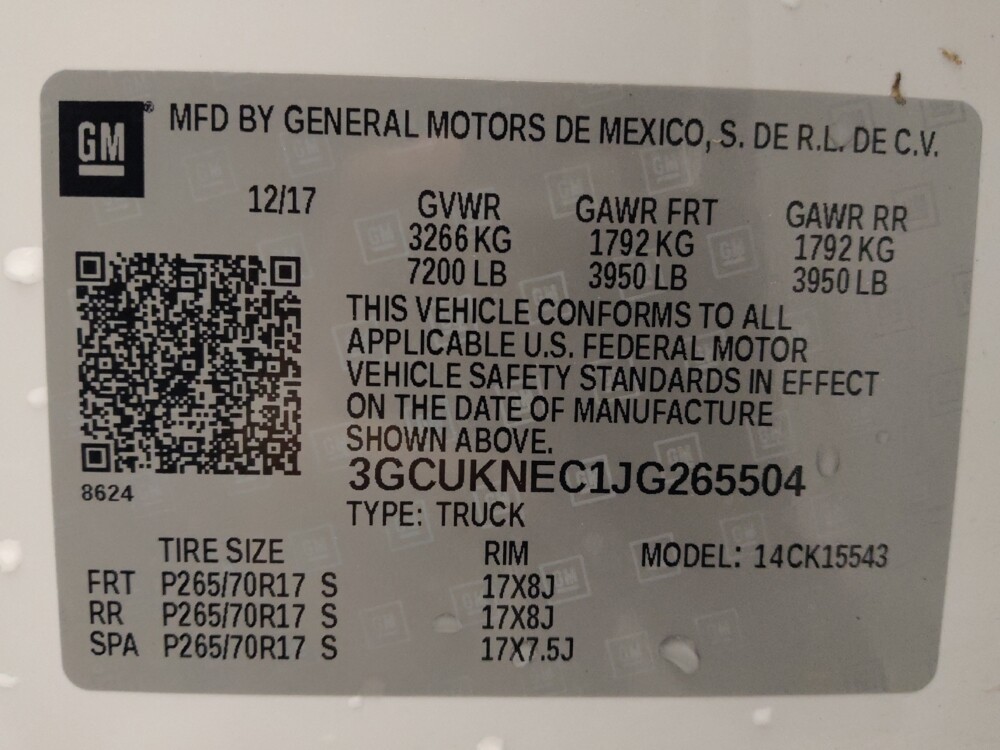 GM® MFD BY GENERAL MOTORS DE MEXICO, S. DE R.L. DE C.V.
12/17 GVWR GAWR FRT GAWR RR
3266 KG 1792 KG 1792 KG
7200 LB 3950 LB 3950 LB
THIS VEHICLE CONFORMS TO ALL
APPLICABLE U.S. FEDERAL MOTOR
VEHICLE SAFETY STANDARDS IN EFFECT
ON THE DATE OF MANUFACTURE
SHOWN ABOVE.
3GCUKNEC1JG265504
8624
TYPE: TRUCK
TIRE SIZE RIM MODEL: 14CK15543
FRT P265/70R17 S 17X8J
RR P265/70R17 S 17X8J
SPA P265/70R17 S 17X7.5J